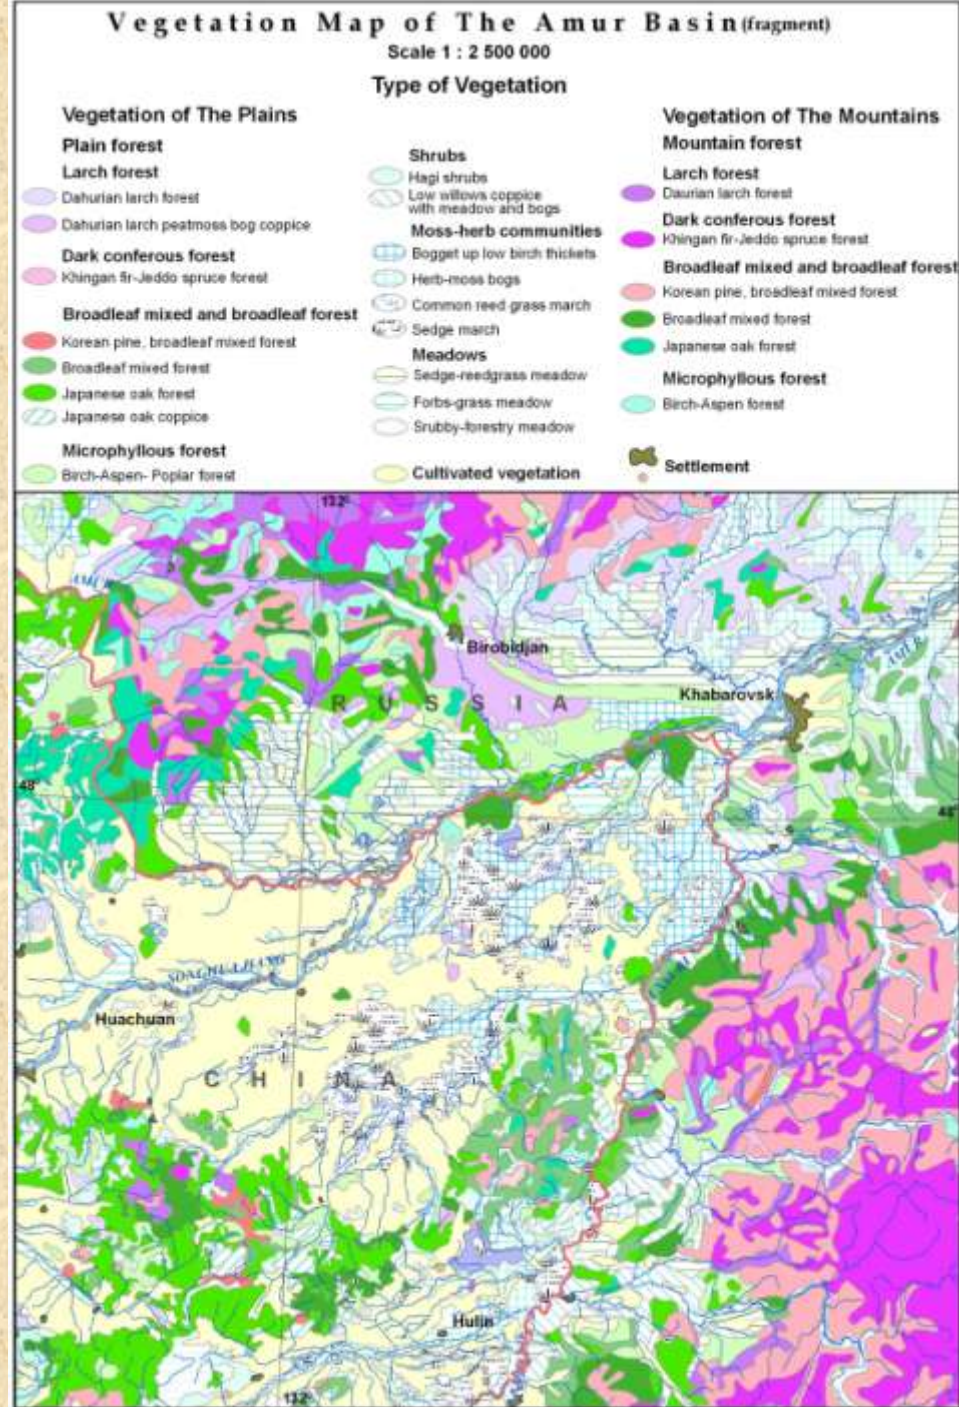 Vegetation Map of The Amur Basin (fragment)
Scale 1 : 2 500 000
Type of Vegetation
Vegetation of The Plains
Plain forest
Larch forest
Dahurian larch forest
Dahurian larch peatmoss bog coppice
Dark conferous forest
Khingan fir-Jeddo spruce forest
Broadleaf mixed and broadleaf forest
Korean pine, broadleaf mixed forest
Broadleaf mixed forest
Japanese oak forest
Japanese oak coppice
Microphyllous forest
Birch-Aspen- Poplar forest
Shrubs
Hagi shrubs
Low willows coppice
with meadow and bogs
Moss-herb communities
Bogget up low birch thickets
Herb-moss bogs
Common reed grass march
Sedge march
Meadows
Sedge-reedgrass meadow
Forbs-grass meadow
Srubby-forestry meadow
Cultivated vegetation
Vegetation of The Mountains
Mountain forest
Larch forest
Daurian larch forest
Dark conferous forest
Khingan fir-Jeddo spruce forest
Broadleaf mixed and broadleaf forest
Korean pine, broadleaf mixed forest
Broadleaf mixed forest
Japanese oak forest
Microphyllous forest
Birch-Aspen forest
Settlement
132°
AMUR
Birobidjan
AMUR
Khabarovsk
RUSSIA
48°
48°
SONGHUAJIANG
Huachuan
CHINA
Hulin
132°